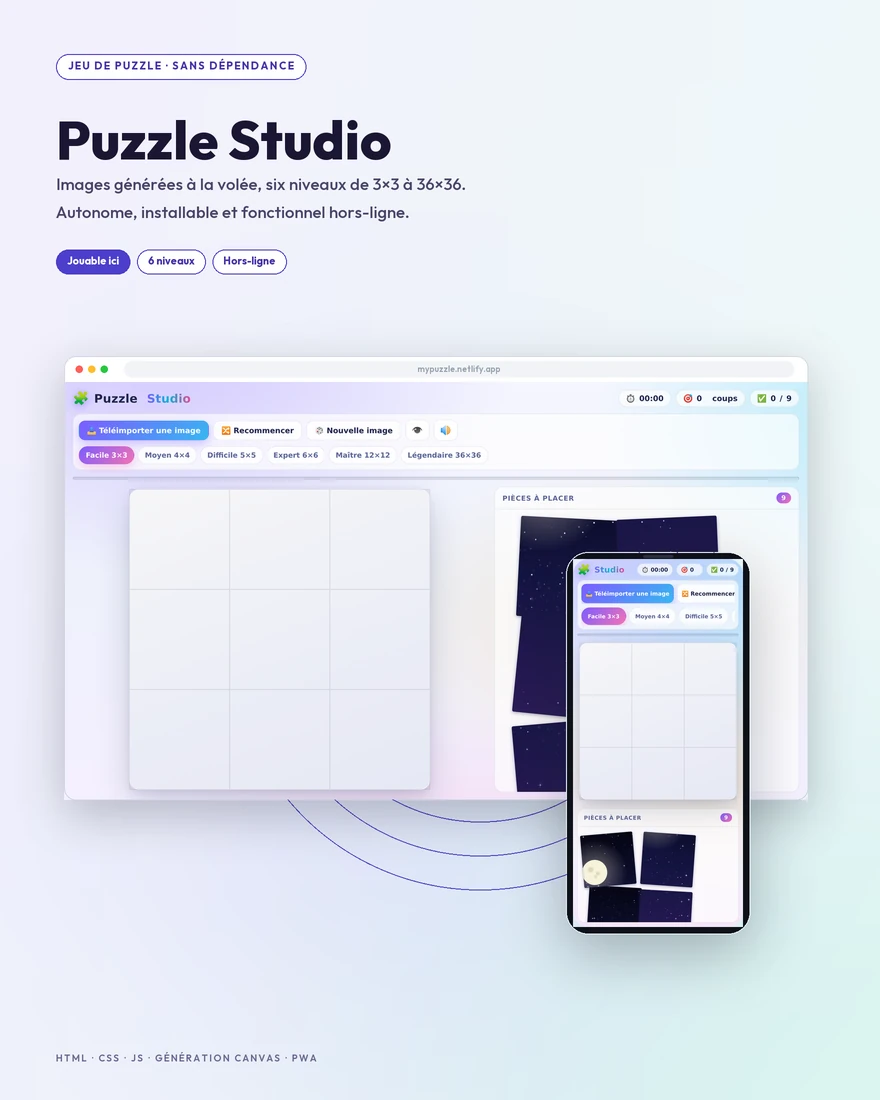 JEU DE PUZZLE · SANS DÉPENDANCE
Puzzle Studio
Images générées à la volée, six niveaux de 3×3 à 36×36.
Autonome, installable et fonctionnel hors-ligne.
Jouable ici
6 niveaux
Hors-ligne
mypuzzle.netlify.app
Puzzle Studio
00:00
0 coups
0 / 9
Téléimporter une image
Recommencer
Nouvelle image
Facile 3×3
Moyen 4×4
Difficile 5×5
Expert 6×6
Maître 12×12
Légendaire 36×36
PIÈCES À PLACER
9
Studio
00:00
0
0 / 9
Téléimporter une image
Recommencer
Facile 3×3
Moyen 4×4
Difficile 5×5
PIÈCES À PLACER
9
HTML · CSS · JS · GÉNÉRATION CANVAS · PWA